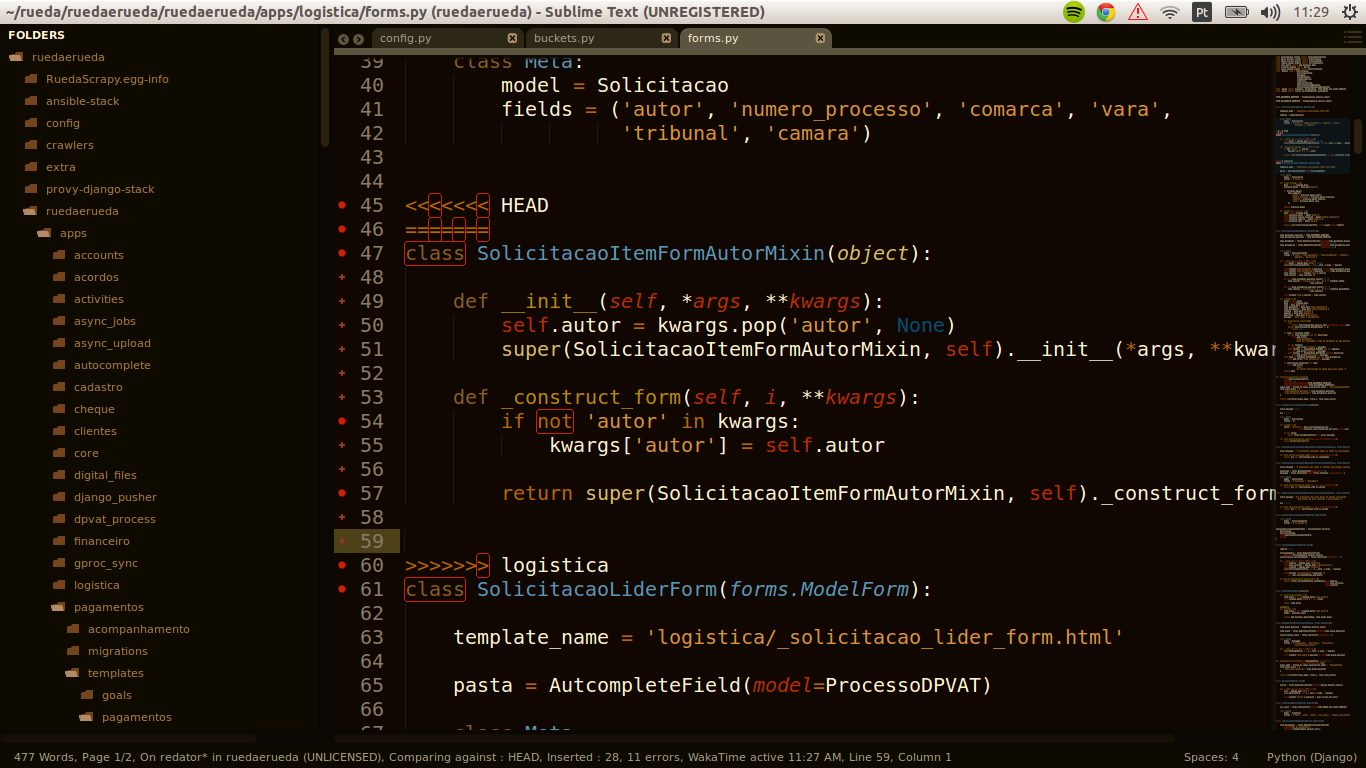 ~/rueda/ruedaerueda/ruedaerueda/apps/logistica/forms.py (ruedaerueda) - Sublime Text (UNREGISTERED)
Pt
11:29
FOLDERS
ruedaerueda
RuedaScrapy.egg-info
ansible-stack
config
crawlers
extra
provy-django-stack
ruedaerueda
apps
accounts
acordos
activities
async_jobs
async_upload
autocomplete
cadastro
cheque
clientes
core
digital_files
django_pusher
dpvat_process
financeiro
gproc_sync
logistica
pagamentos
acompanhamento
migrations
templates
goals
pagamentos
config.py
buckets.py
forms.py
39 class Meta:
40 model = Solicitacao
41 fields = ('autor', 'numero_processo', 'comarca', 'vara',
42 'tribunal', 'camara')
43
44
45 <<<<<<< HEAD
46 =======
47 class SolicitacaoItemFormAutorMixin(object):
48
49 def __init__(self, *args, **kwargs):
50 self.autor = kwargs.pop('autor', None)
51 super(SolicitacaoItemFormAutorMixin, self).__init__(*args, **kwar
52
53 def _construct_form(self, i, **kwargs):
54 if not 'autor' in kwargs:
55 kwargs['autor'] = self.autor
56
57 return super(SolicitacaoItemFormAutorMixin, self)._construct_form
58
59
60 >>>>>>> logistica
61 class SolicitacaoLiderForm(forms.ModelForm):
62
63 template_name = 'logistica/_solicitacao_lider_form.html'
64
65 pasta = AutcompleteField(model=ProcessoDPVAT)
66
67 class Meta:
477 Words, Page 1/2, On redator* in ruedaerueda (UNLICENSED), Comparing against : HEAD, Inserted : 28, 11 errors, WakaTime active 11:27 AM, Line 59, Column 1
Spaces: 4
Python (Django)